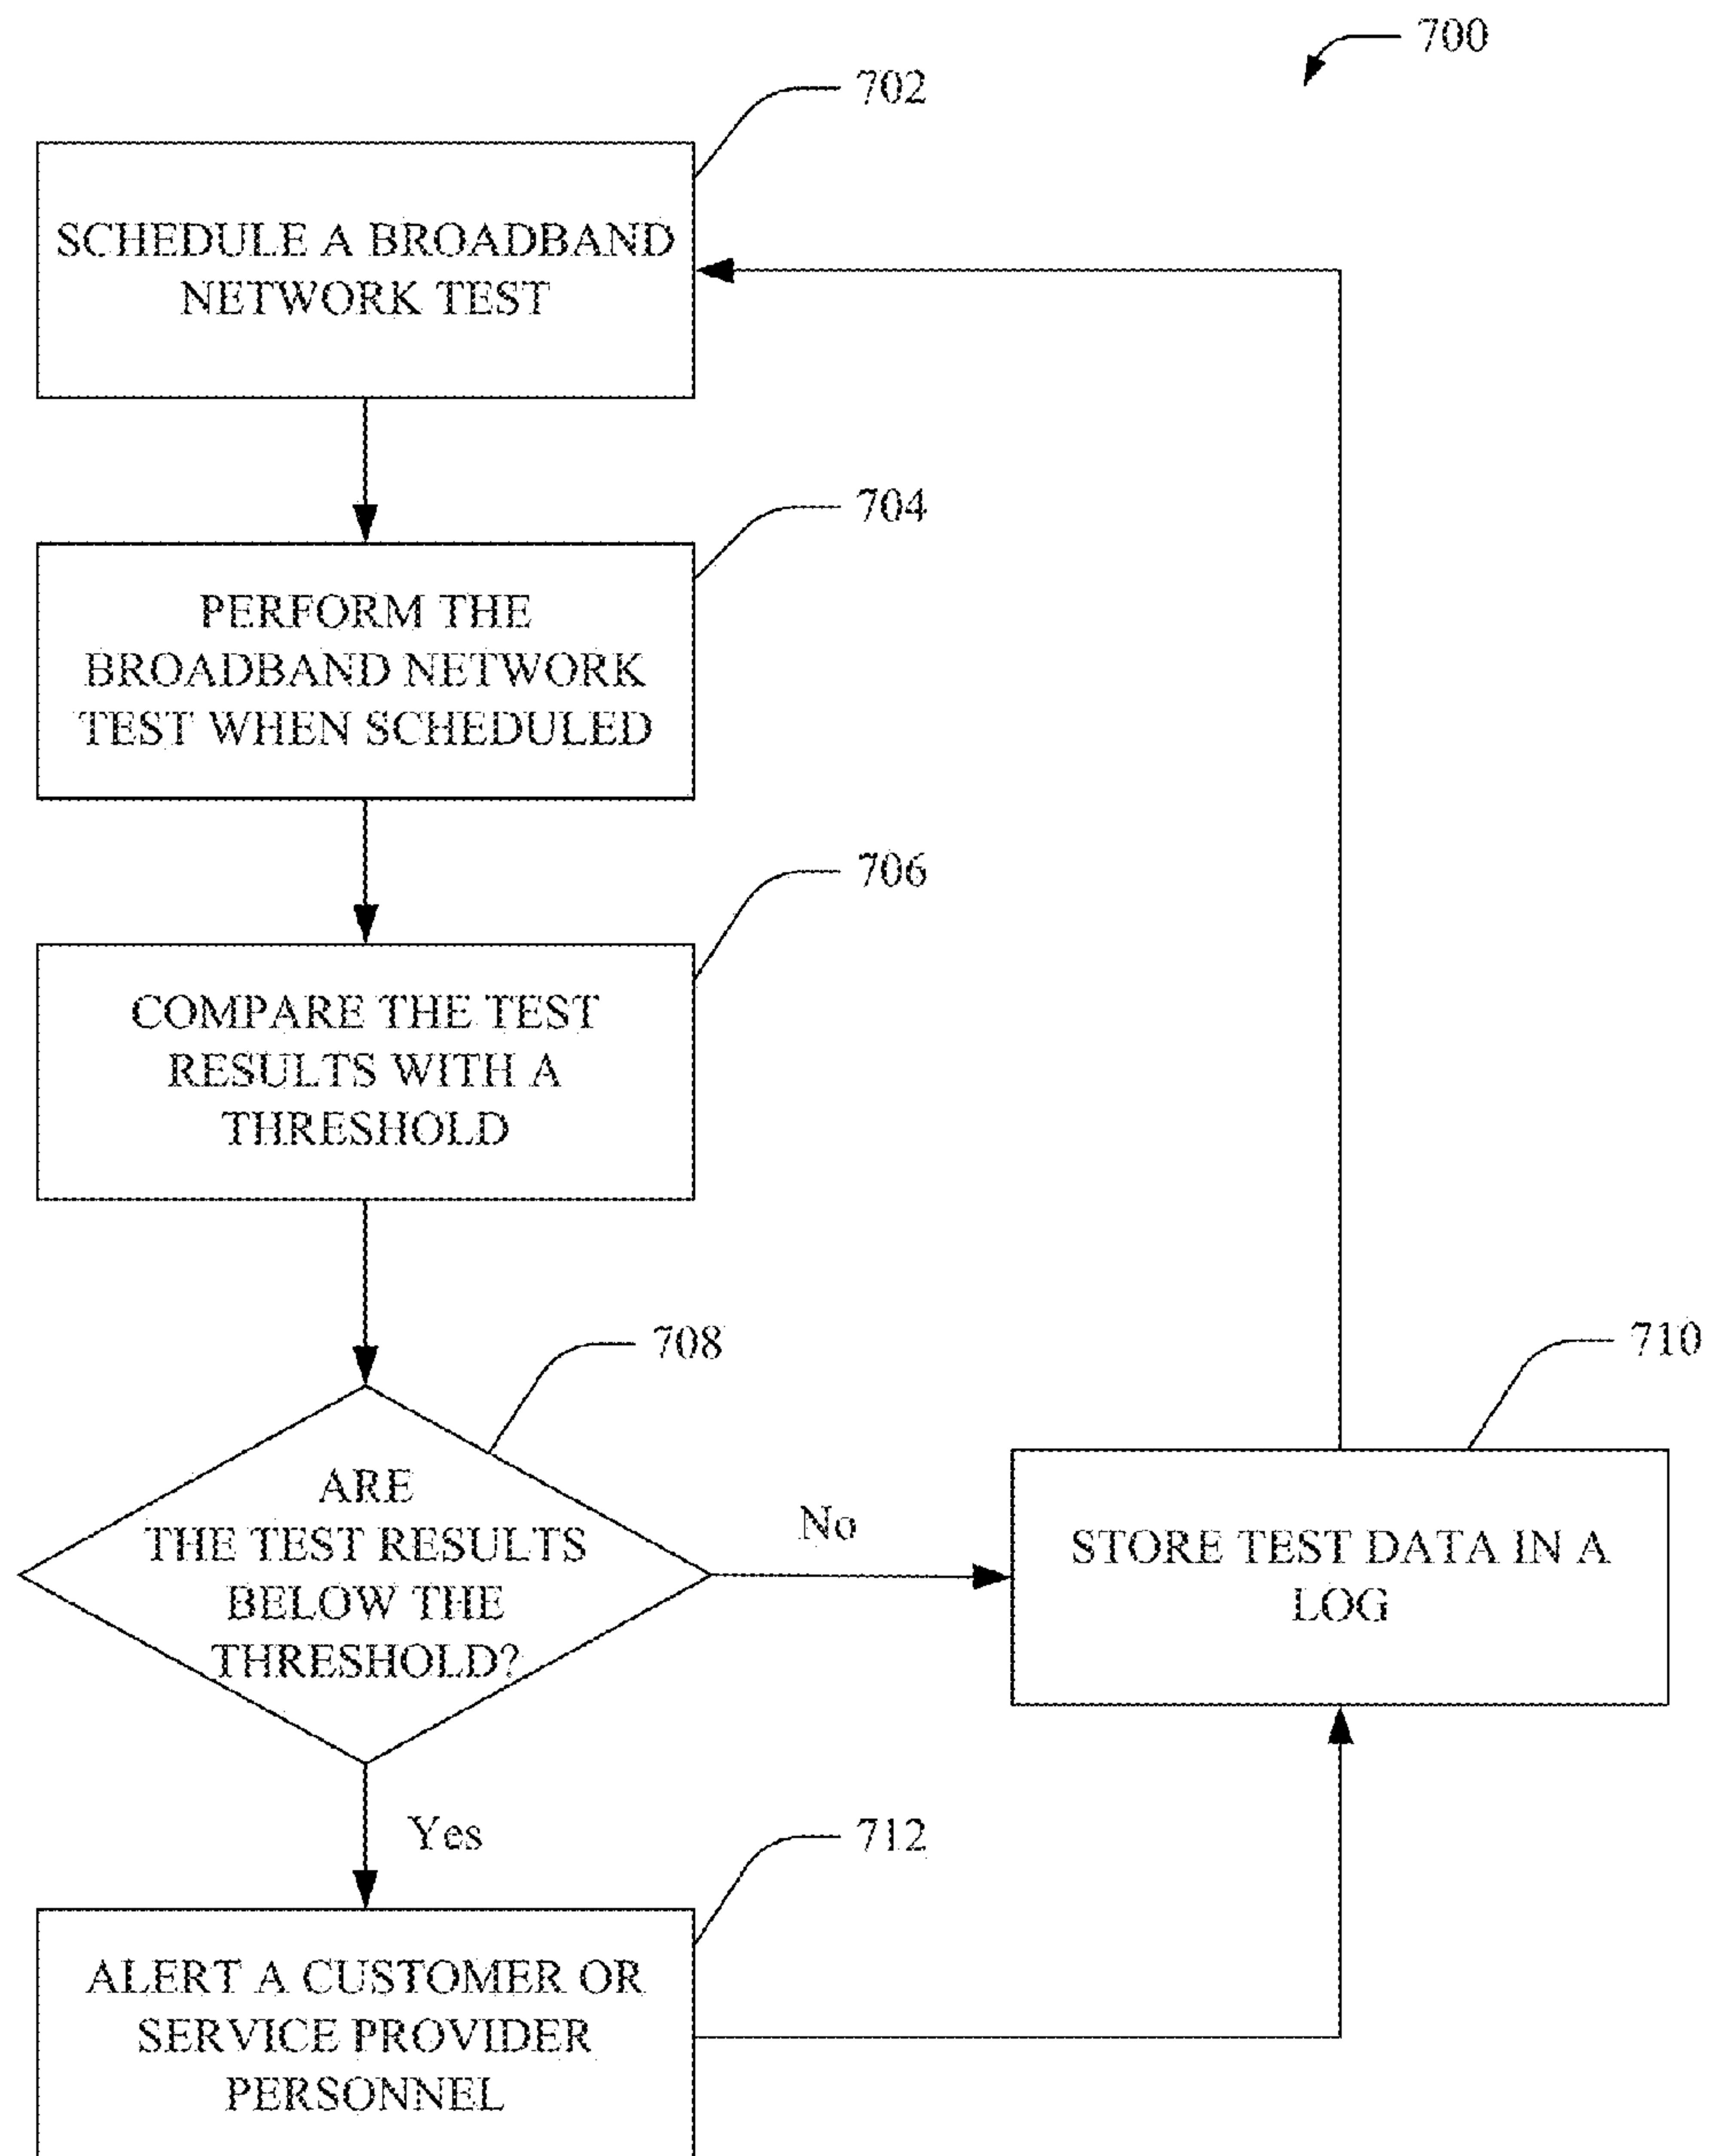 700
702
SCHEDULE A BROADBAND
NETWORK TEST
704
PERFORM THE
BROADBAND NETWORK
TEST WHEN SCHEDULED
706
COMPARE THE TEST
RESULTS WITH A
THRESHOLD
708
ARE
THE TEST RESULTS
BELOW THE
THRESHOLD?
No
710
STORE TEST DATA IN A
LOG
Yes
712
ALERT A CUSTOMER OR
SERVICE PROVIDER
PERSONNEL